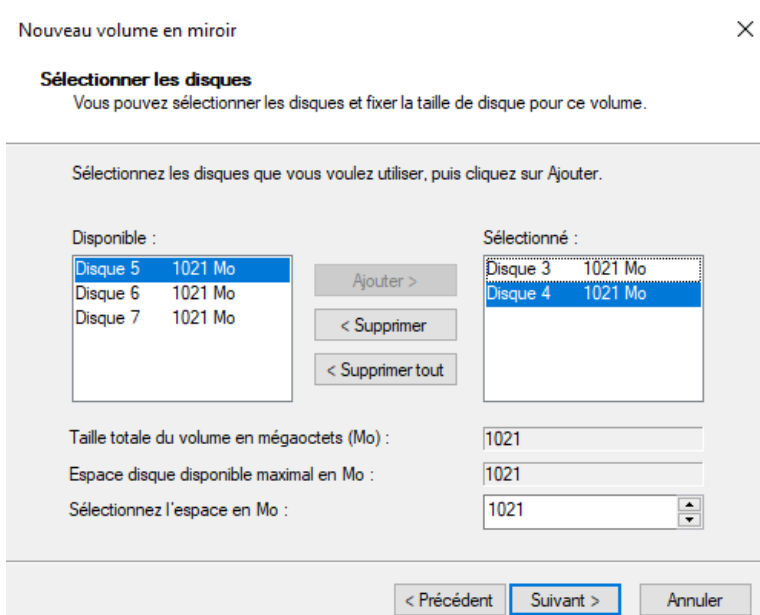 Nouveau volume en miroir
Sélectionner les disques
Vous pouvez sélectionner les disques et fixer la taille de disque pour ce volume.
Sélectionnez les disques que vous voulez utiliser, puis cliquez sur Ajouter.
Disponible : Sélectionné :
Disque 5 1021 Mo Disque 3 1021 Mo
Disque 6 1021 Mo Ajouter > Disque 4 1021 Mo
Disque 7 1021 Mo < Supprimer
< Supprimer tout
Taille totale du volume en mégaoctets (Mo) : 1021
Espace disque disponible maximal en Mo : 1021
Sélectionnez l'espace en Mo : 1021
< Précédent Suivant > Annuler